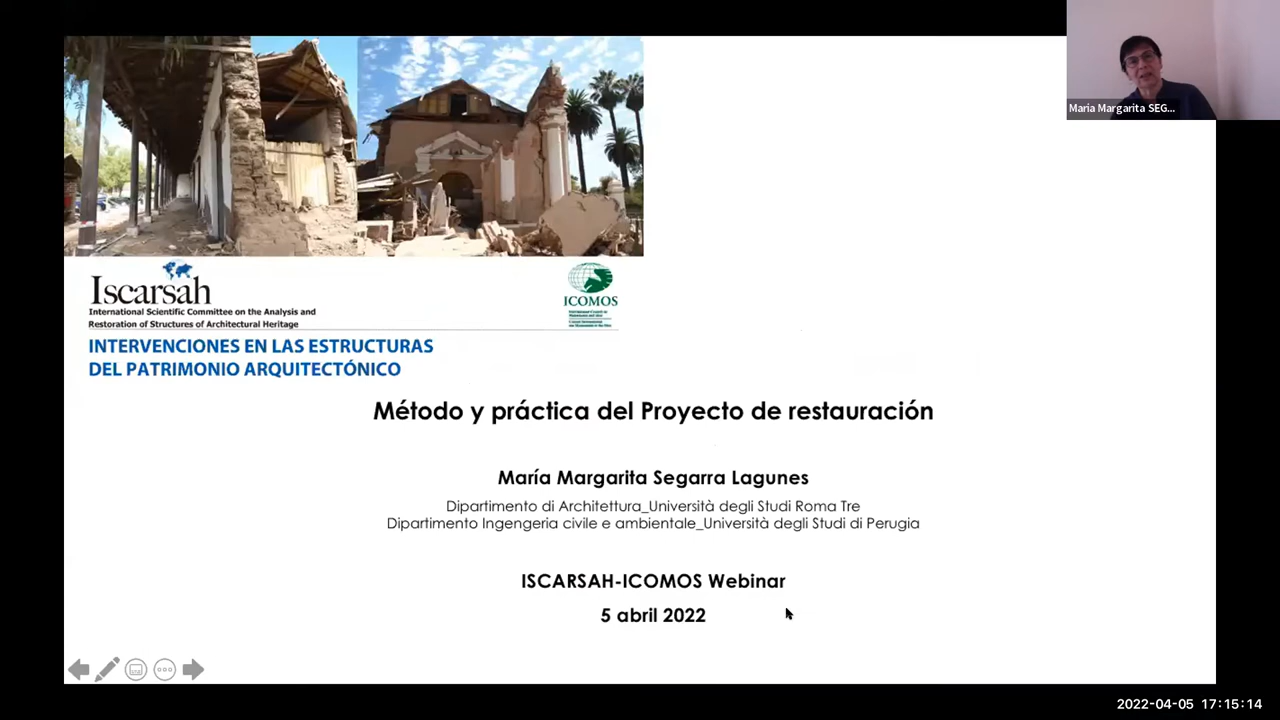 Maria Margarita SEG...
Iscarsah
International Scientific Committee on the Analysis and
Restoration of Structures of Architectural Heritage
ICOMOS
INTERVENCIONES EN LAS ESTRUCTURAS
DEL PATRIMONIO ARQUITECTÓNICO
Método y práctica del Proyecto de restauración
María Margarita Segarra Lagunes
Dipartimento di Architettura_Università degli Studi Roma Tre
Dipartimento Ingengeria civile e ambientale_Università degli Studi di Perugia
ISCARSAH-ICOMOS Webinar
5 abril 2022
2022-04-05 17:15:14